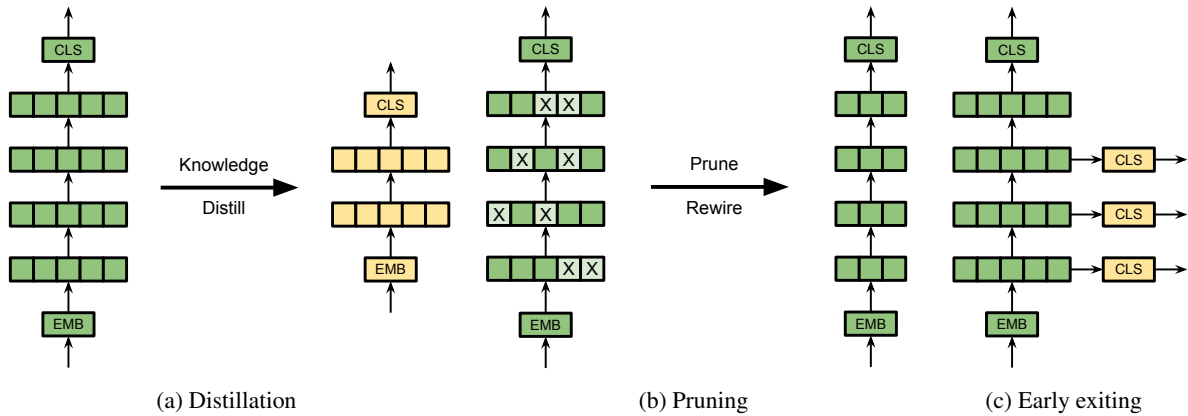 CLS
EMB
Knowledge
Distill
CLS
EMB
(a) Distillation
CLS
X X
X X
X X
X X
EMB
Prune
Rewire
CLS
EMB
(b) Pruning
CLS
CLS
CLS
CLS
EMB
(c) Early exiting